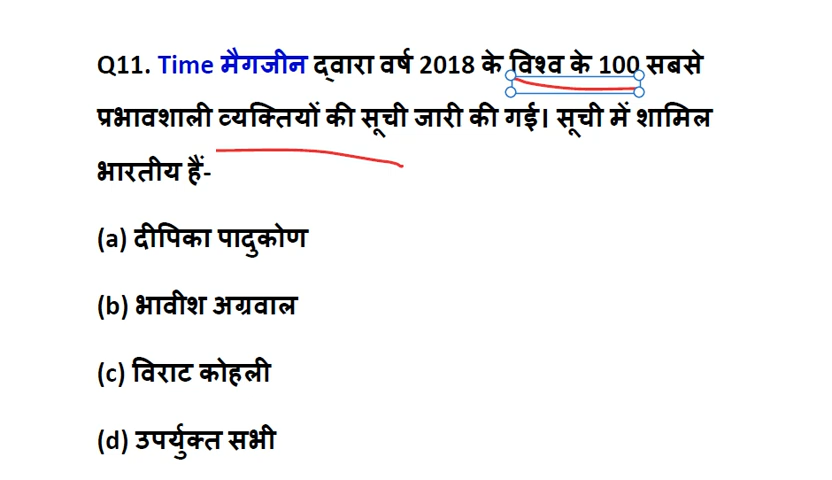 Q11. Time मैगजीन द्वारा वर्ष 2018 के विश्व के 100 सबसे
प्रभावशाली व्यक्तियों की सूची जारी की गई। सूची में शामिल
भारतीय हैं-
(a) दीपिका पादुकोण
(b) भावीश अग्रवाल
(c) विराट कोहली
(d) उपर्युक्त सभी